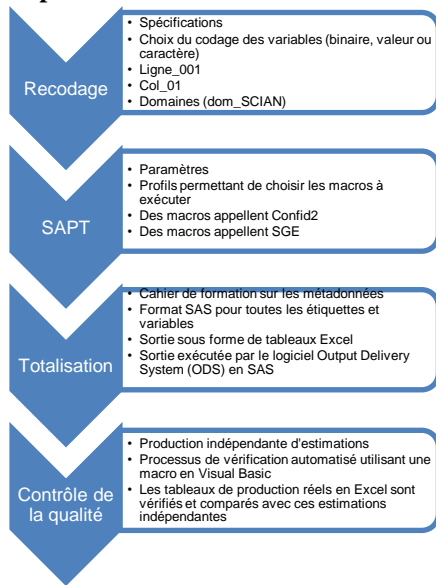 Recodage
• Spécifications
• Choix du codage des variables (binaire, valeur ou
caractère)
• Ligne_001
• Col_01
• Domaines (dom_SCIAN)
SAPT
• Paramètres
• Profils permettant de choisir les macros à
exécuter
• Des macros appellent Confid2
• Des macros appellent SGE
Totalisation
• Cahier de formation sur les métadonnées
• Format SAS pour toutes les étiquettes et
variables
• Sortie sous forme de tableaux Excel
• Sortie exécutée par le logiciel Output Delivery
System (ODS) en SAS
Contrôle de
la qualité
• Production indépendante d'estimations
• Processus de vérification automatisé utilisant une
macro en Visual Basic
• Les tableaux de production réels en Excel sont
vérifiés et comparés avec ces estimations
indépendantes